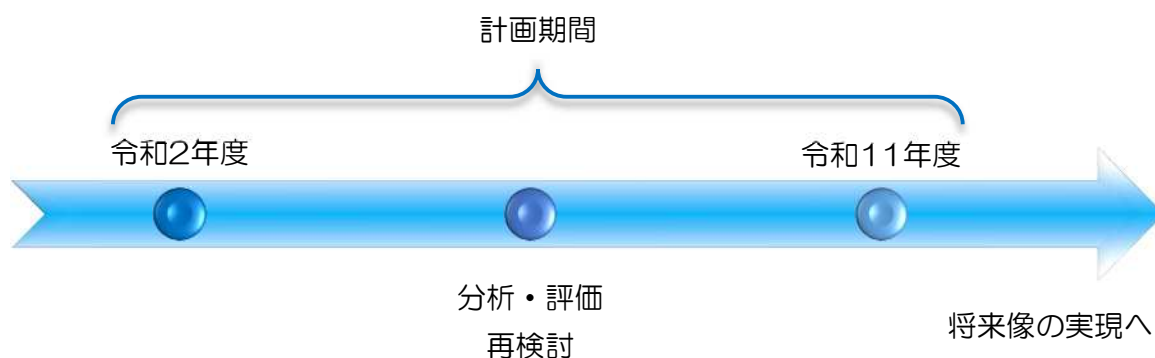 計画期間
令和2年度
令和11年度
分析・評価
再検討
将来像の実現へ